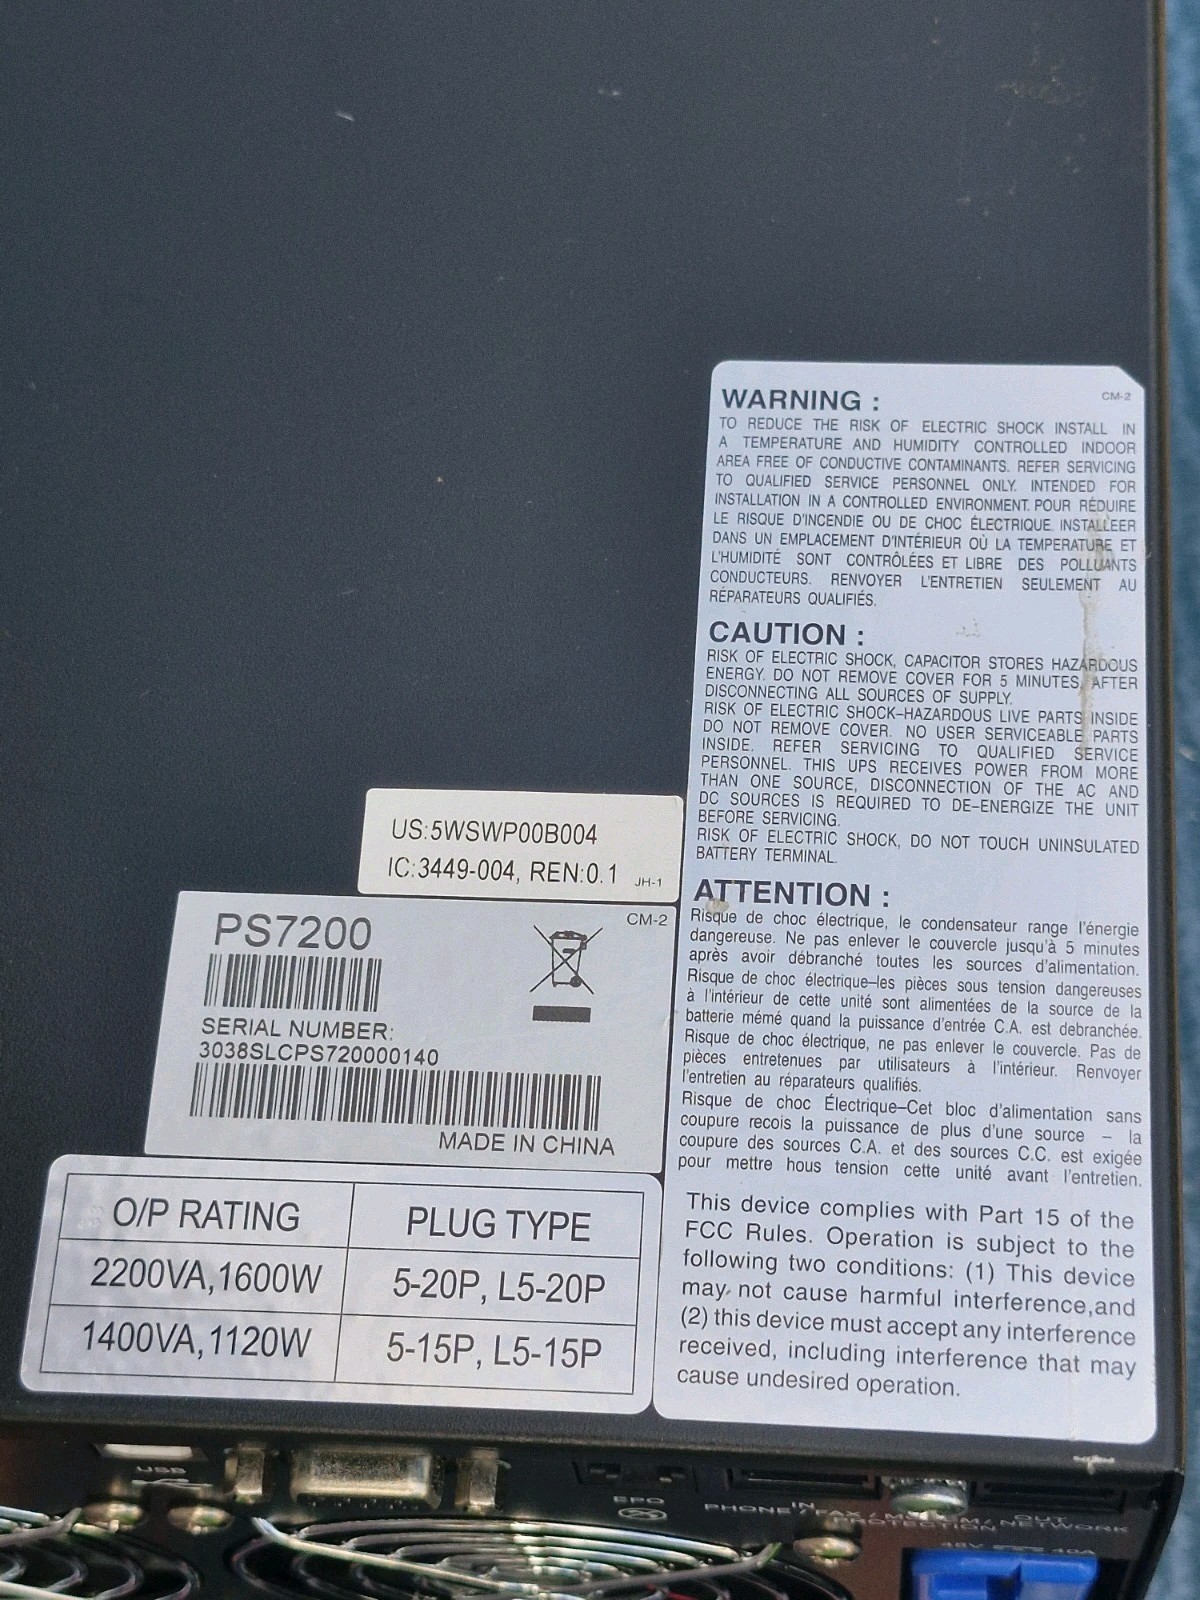 WARNING :
CM-2
TO REDUCE THE RISK OF ELECTRIC SHOCK INSTALL IN
A TEMPERATURE AND HUMIDITY CONTROLLED INDOOR
AREA FREE OF CONDUCTIVE CONTAMINANTS. REFER SERVICING
TO QUALIFIED SERVICE PERSONNEL ONLY. INTENDED FOR
INSTALLATION IN A CONTROLLED ENVIRONMENT. POUR RÉDUIRE
LE RISQUE D'INCENDIE OU DE CHOC ÉLECTRIQUE INSTALLEER
DANS UN EMPLACEMENT D'INTÉRIEUR OÙ LA TEMPERATURE ET
L'HUMIDITÉ SONT CONTRÔLÉES ET LIBRE DES POLLUANTS
CONDUCTEURS. RENVOYER L'ENTRETIEN SEULEMENT AU
RÉPARATEURS QUALIFIÉS.
CAUTION :
RISK OF ELECTRIC SHOCK, CAPACITOR STORES HAZARDOUS
ENERGY. DO NOT REMOVE COVER FOR 5 MINUTES, AFTER
DISCONNECTING ALL SOURCES OF SUPPLY.
RISK OF ELECTRIC SHOCK–HAZARDOUS LIVE PARTS INSIDE
DO NOT REMOVE COVER. NO USER SERVICEABLE PARTS
INSIDE. REFER SERVICING TO QUALIFIED SERVICE
PERSONNEL. THIS UPS RECEIVES POWER FROM MORE
THAN ONE SOURCE, DISCONNECTION OF THE AC AND
DC SOURCES IS REQUIRED TO DE–ENERGIZE THE UNIT
BEFORE SERVICING.
RISK OF ELECTRIC SHOCK, DO NOT TOUCH UNINSULATED
BATTERY TERMINAL.
ATTENTION :
Risque de choc électrique, le condensateur range l'énergie
dangereuse. Ne pas enlever le couvercle jusqu'à 5 minutes
après avoir débranché toutes les sources d'alimentation.
Risque de choc électrique–les pièces sous tension dangereuses
à l'intérieur de cette unité sont alimentées de la source de la
batterie mémé quand la puissance d'entrée C.A. est debranchée.
Risque de choc électrique, ne pas enlever le couvercle. Pas de
pièces entretenues par utilisateurs à l'intérieur. Renvoyer
l'entretien au réparateurs qualifiés.
Risque de choc Électrique–Cet bloc d'alimentation sans
coupure recois la puissance de plus d'une source – la
coupure des sources C.A. et des sources C.C. est exigée
pour mettre hous tension cette unité avant l'entretien.
This device complies with Part 15 of the
FCC Rules. Operation is subject to the
following two conditions: (1) This device
may not cause harmful interference,and
(2) this device must accept any interference
received, including interference that may
cause undesired operation.
US:5WSWP00B004
IC:3449-004, REN:0.1
JH-1
PS7200
CM-2
SERIAL NUMBER:
3038SLCPS720000140
MADE IN CHINA
O/P RATING PLUG TYPE
2200VA,1600W 5-20P, L5-20P
1400VA,1120W 5-15P, L5-15P
USB
EPO
IN OUT
PHONE / FAX / MODEM / NETWORK
PROTECTION
48V 40A